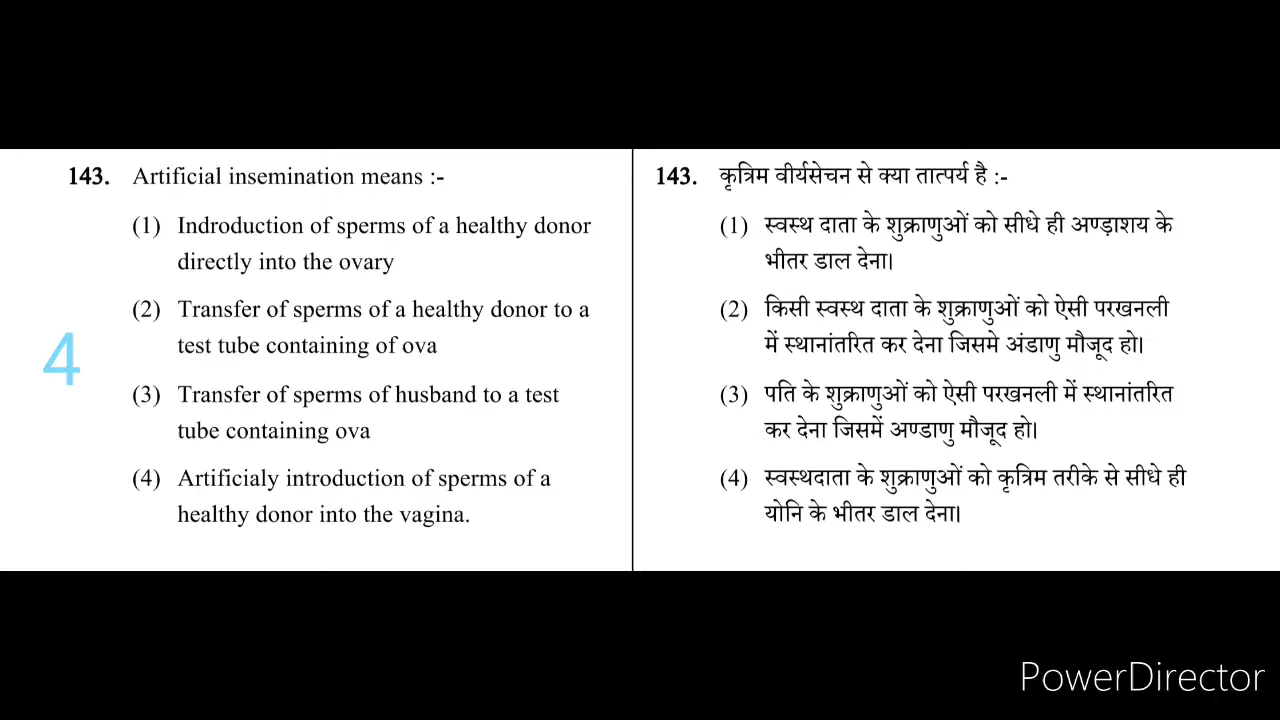 143. Artificial insemination means :-
(1) Indroduction of sperms of a healthy donor
directly into the ovary
(2) Transfer of sperms of a healthy donor to a
test tube containing of ova
(3) Transfer of sperms of husband to a test
tube containing ova
(4) Artificialy introduction of sperms of a
healthy donor into the vagina.
4
143. कृत्रिम वीर्यसेचन से क्या तात्पर्य है :-
(1) स्वस्थ दाता के शुक्राणुओं को सीधे ही अण्ड़ाशय के
भीतर डाल देना।
(2) किसी स्वस्थ दाता के शुक्राणुओं को ऐसी परखनली
में स्थानांतरित कर देना जिसमे अंडाणु मौजूद हो।
(3) पति के शुक्राणुओं को ऐसी परखनली में स्थानांतरित
कर देना जिसमें अण्डाणु मौजूद हो।
(4) स्वस्थदाता के शुक्राणुओं को कृत्रिम तरीके से सीधे ही
योनि के भीतर डाल देना।
PowerDirector